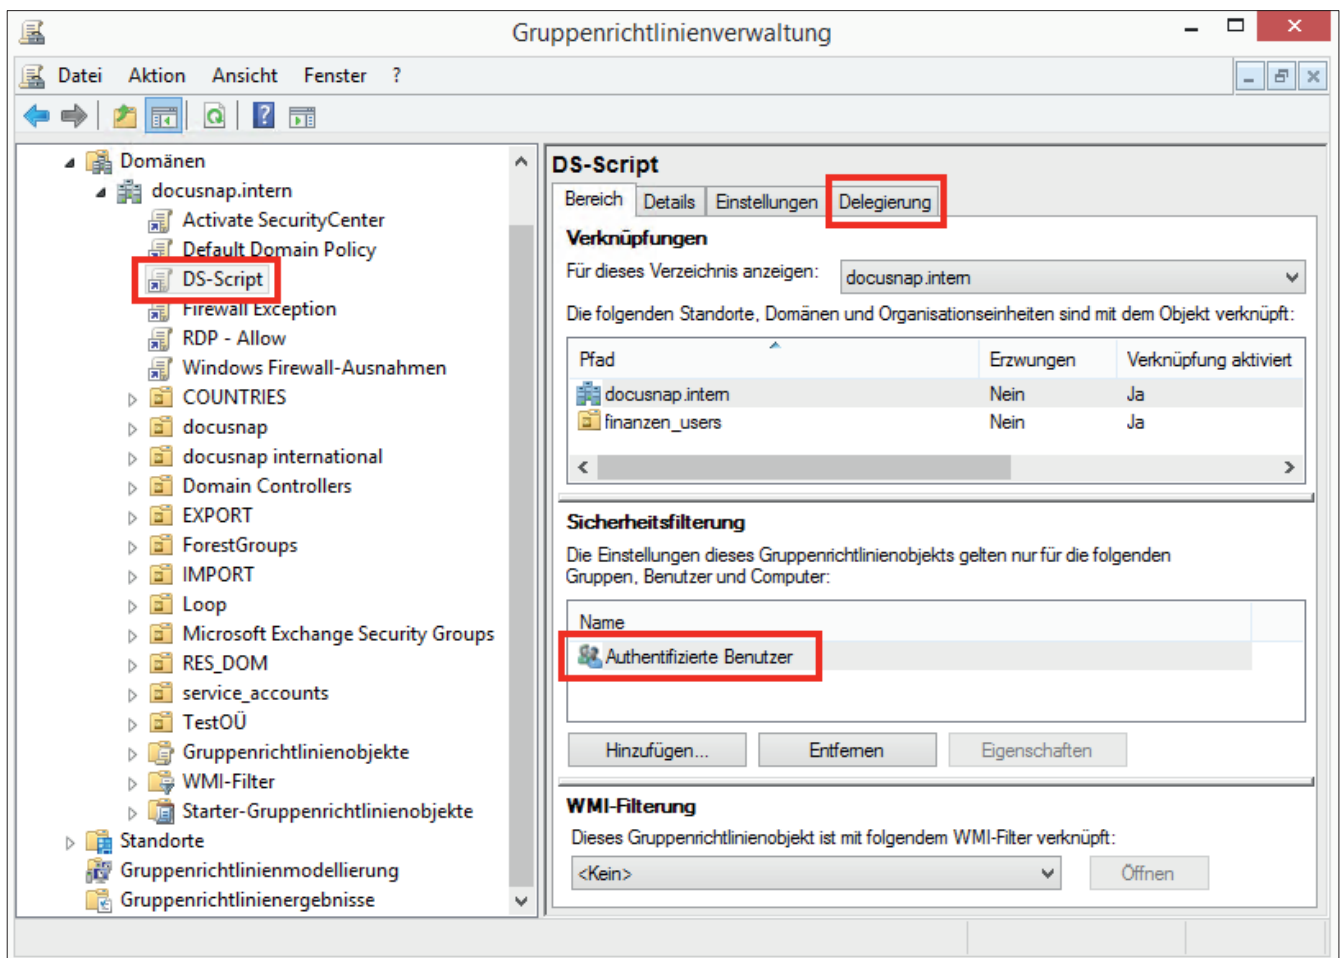 Gruppenrichtlinienverwaltung
Datei Aktion Ansicht Fenster ?
Domänen
docusnap.intern
Activate SecurityCenter
Default Domain Policy
DS-Script
Firewall Exception
RDP - Allow
Windows Firewall-Ausnahmen
COUNTRIES
docusnap
docusnap international
Domain Controllers
EXPORT
ForestGroups
IMPORT
Loop
Microsoft Exchange Security Groups
RES_DOM
service_accounts
TestOÜ
Gruppenrichtlinienobjekte
WMI-Filter
Starter-Gruppenrichtlinienobjekte
Standorte
Gruppenrichtlinienmodellierung
Gruppenrichtlinienergebnisse
DS-Script
Bereich Details Einstellungen Delegierung
Verknüpfungen
Für dieses Verzeichnis anzeigen: docusnap.intern
Die folgenden Standorte, Domänen und Organisationseinheiten sind mit dem Objekt verknüpft:
Pfad Erzwungen Verknüpfung aktiviert
docusnap.intern Nein Ja
finanzen_users Nein Ja
Sicherheitsfilterung
Die Einstellungen dieses Gruppenrichtlinienobjekts gelten nur für die folgenden
Gruppen, Benutzer und Computer:
Name
Authentifizierte Benutzer
Hinzufügen... Entfernen Eigenschaften
WMI-Filterung
Dieses Gruppenrichtlinienobjekt ist mit folgendem WMI-Filter verknüpft:
<Kein> Öffnen